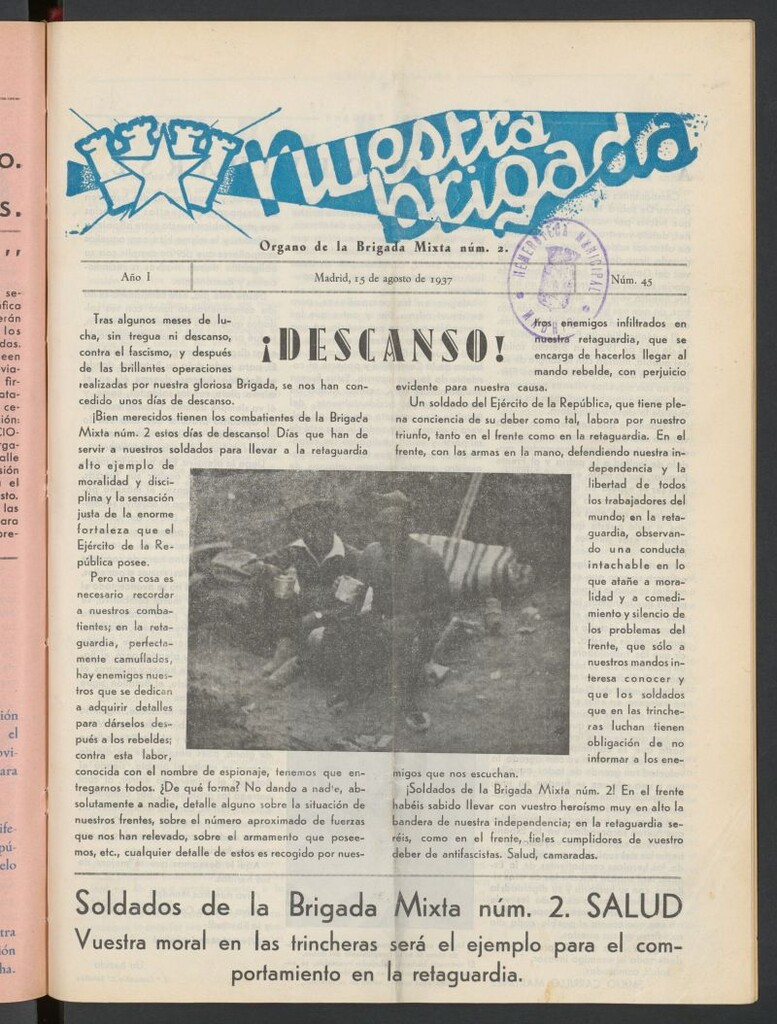 nuestra
brigada
Organo de la Brigada Mixta núm. 2.
HEMEROTECA MUNICIPAL
MADRID
Año I
Madrid, 15 de agosto de 1937
Núm. 45
¡DESCANSO!
Tras algunos meses de lu-
cha, sin tregua ni descanso,
contra el fascismo, y después
de las brillantes operaciones
realizadas por nuestra gloriosa Brigada, se nos han con-
cedido unos días de descanso.
¡Bien merecidos tienen los combatientes de la Brigada
Mixta núm. 2 estos días de descanso! Días que han de
servir a nuestros soldados para llevar a la retaguardia
alto ejemplo de
moralidad y disci-
plina y la sensación
justa de la enorme
fortaleza que el
Ejército de la Re-
pública posee.
Pero una cosa es
necesario recordar
a nuestros comba-
tientes; en la reta-
guardia, perfecta-
mente camuflados,
hay enemigos nues-
tros que se dedican
a adquirir detalles
para dárselos des-
pués a los rebeldes;
contra esta labor,
conocida con el nombre de espionaje, tenemos que en-
tregarnos todos. ¿De qué forma? No dando a nadie, ab-
solutamente a nadie, detalle alguno sobre la situación de
nuestros frentes, sobre el número aproximado de fuerzas
que nos han relevado, sobre el armamento que posee-
mos, etc., cualquier detalle de estos es recogido por nues-
tros enemigos infiltrados en
nuestra retaguardia, que se
encarga de hacerlos llegar al
mando rebelde, con perjuicio
evidente para nuestra causa.
Un soldado del Ejército de la República, que tiene ple-
na conciencia de su deber como tal, labora por nuestro
triunfo, tanto en el frente como en la retaguardia. En el
frente, con las armas en la mano, defendiendo nuestra in-
dependencia y la
libertad de todos
los trabajadores del
mundo; en la reta-
guardia, observan-
do una conducta
intachable en lo
que atañe a mora-
lidad y a comedi-
miento y silencio de
los problemas del
frente, que sólo a
nuestros mandos in-
teresa conocer y
que los soldados
que en las trinche-
ras luchan tienen
obligación de no
informar a los ene-
migos que nos escuchan.
¡Soldados de la Brigada Mixta núm. 2! En el frente
habéis sabido llevar con vuestro heroísmo muy en alto la
bandera de nuestra independencia; en la retaguardia se-
réis, como en el frente, fieles cumplidores de vuestro
deber de antifascistas. Salud, camaradas.
Soldados de la Brigada Mixta núm. 2. SALUD
Vuestra moral en las trincheras será el ejemplo para el com-
portamiento en la retaguardia.